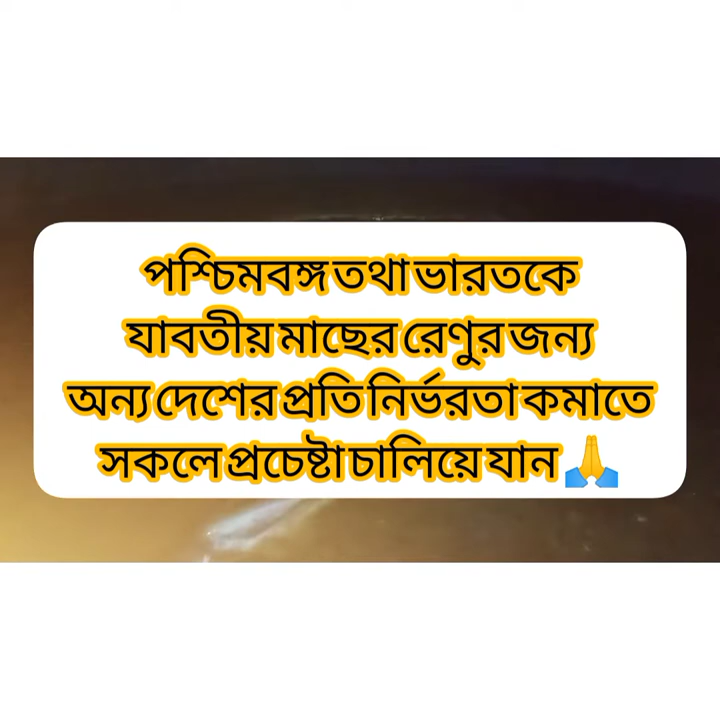 পশ্চিমবঙ্গ তথা ভারতকে
যাবতীয় মাছের রেণুর জন্য
অন্য দেশের প্রতি নির্ভরতা কমাতে
সকলে প্রচেষ্টা চালিয়ে যান 🙏